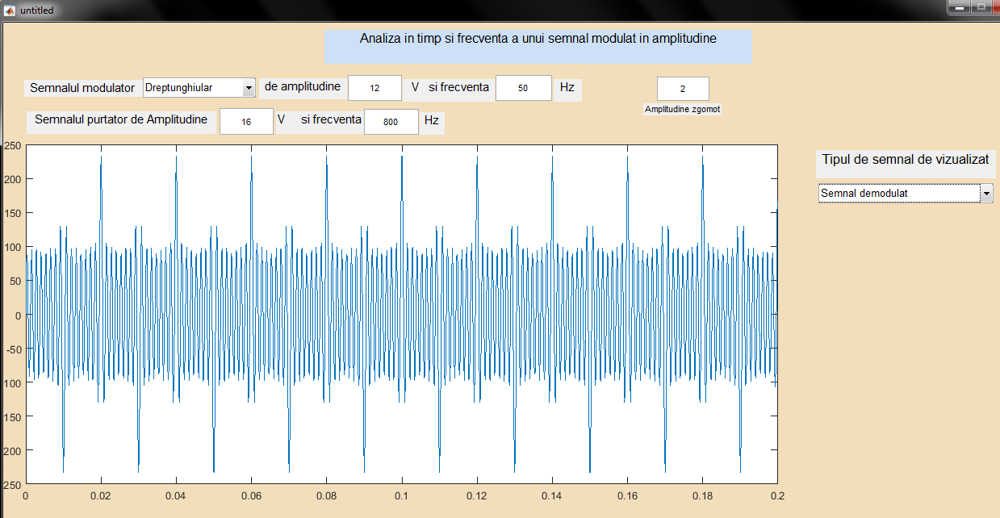 untitled
Analiza in timp si frecventa a unui semnal modulat in amplitudine
Semnalul modulator Dreptunghiular de amplitudine 12 V si frecventa 50 Hz 2
Amplitudine zgomot
Semnalul purtator de Amplitudine 16 V si frecventa 800 Hz
Tipul de semnal de vizualizat
Semnal demodulat
250
200
150
100
50
0
-50
100
150
200
250
0 0.02 0.04 0.06 0.08 0.1 0.12 0.14 0.16 0.18 0.2